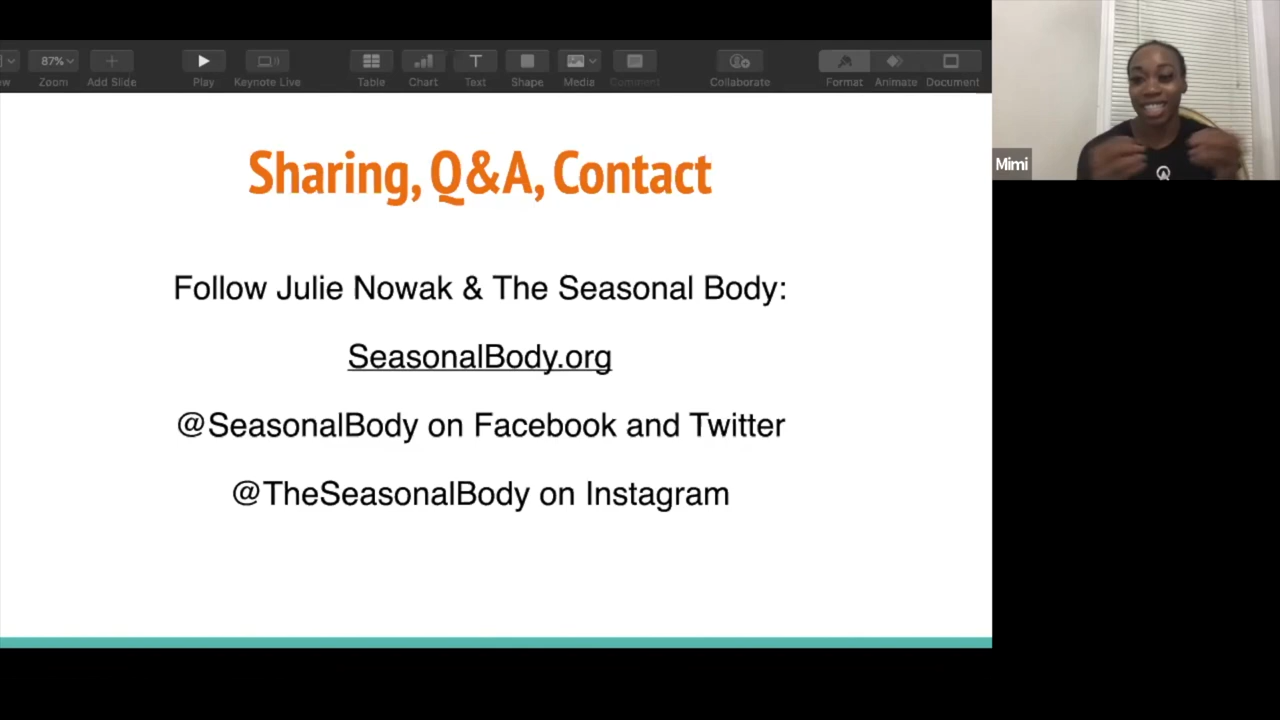 87%
Zoom
Add Slide
Play
Keynote Live
Table
Chart
Text
Shape
Media
Comment
Collaborate
Format
Animate
Document
Mimi
Sharing, Q&A, Contact
Follow Julie Nowak & The Seasonal Body:
SeasonalBody.org
@SeasonalBody on Facebook and Twitter
@TheSeasonalBody on Instagram